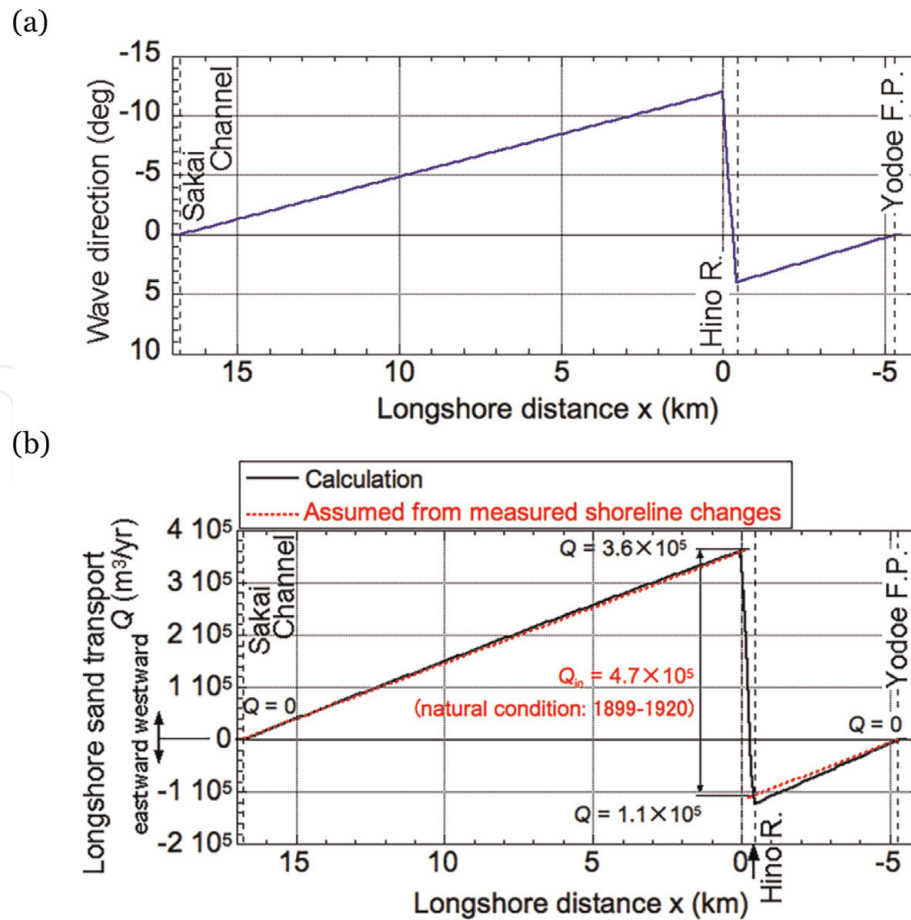 (a)
-15
-10
-5
0
5
10
Wave direction (deg)
Sakai
Channel
Hino R.
Yodoe F.P.
15 10 5 0 -5
Longshore distance x (km)
(b)
Calculation
Assumed from measured shoreline changes
4 10⁵
3 10⁵
2 10⁵
1 10⁵
0
-1 10⁵
-2 10⁵
Longshore sand transport
Q (m³/yr)
eastward westward
Sakai
Channel
Q = 0
Q = 3.6×10⁵
Qin = 4.7×10⁵
(natural condition: 1899-1920)
Q = 1.1×10⁵
Q = 0
Hino R.
Yodoe F.P.
15 10 5 0 -5
Longshore distance x (km)